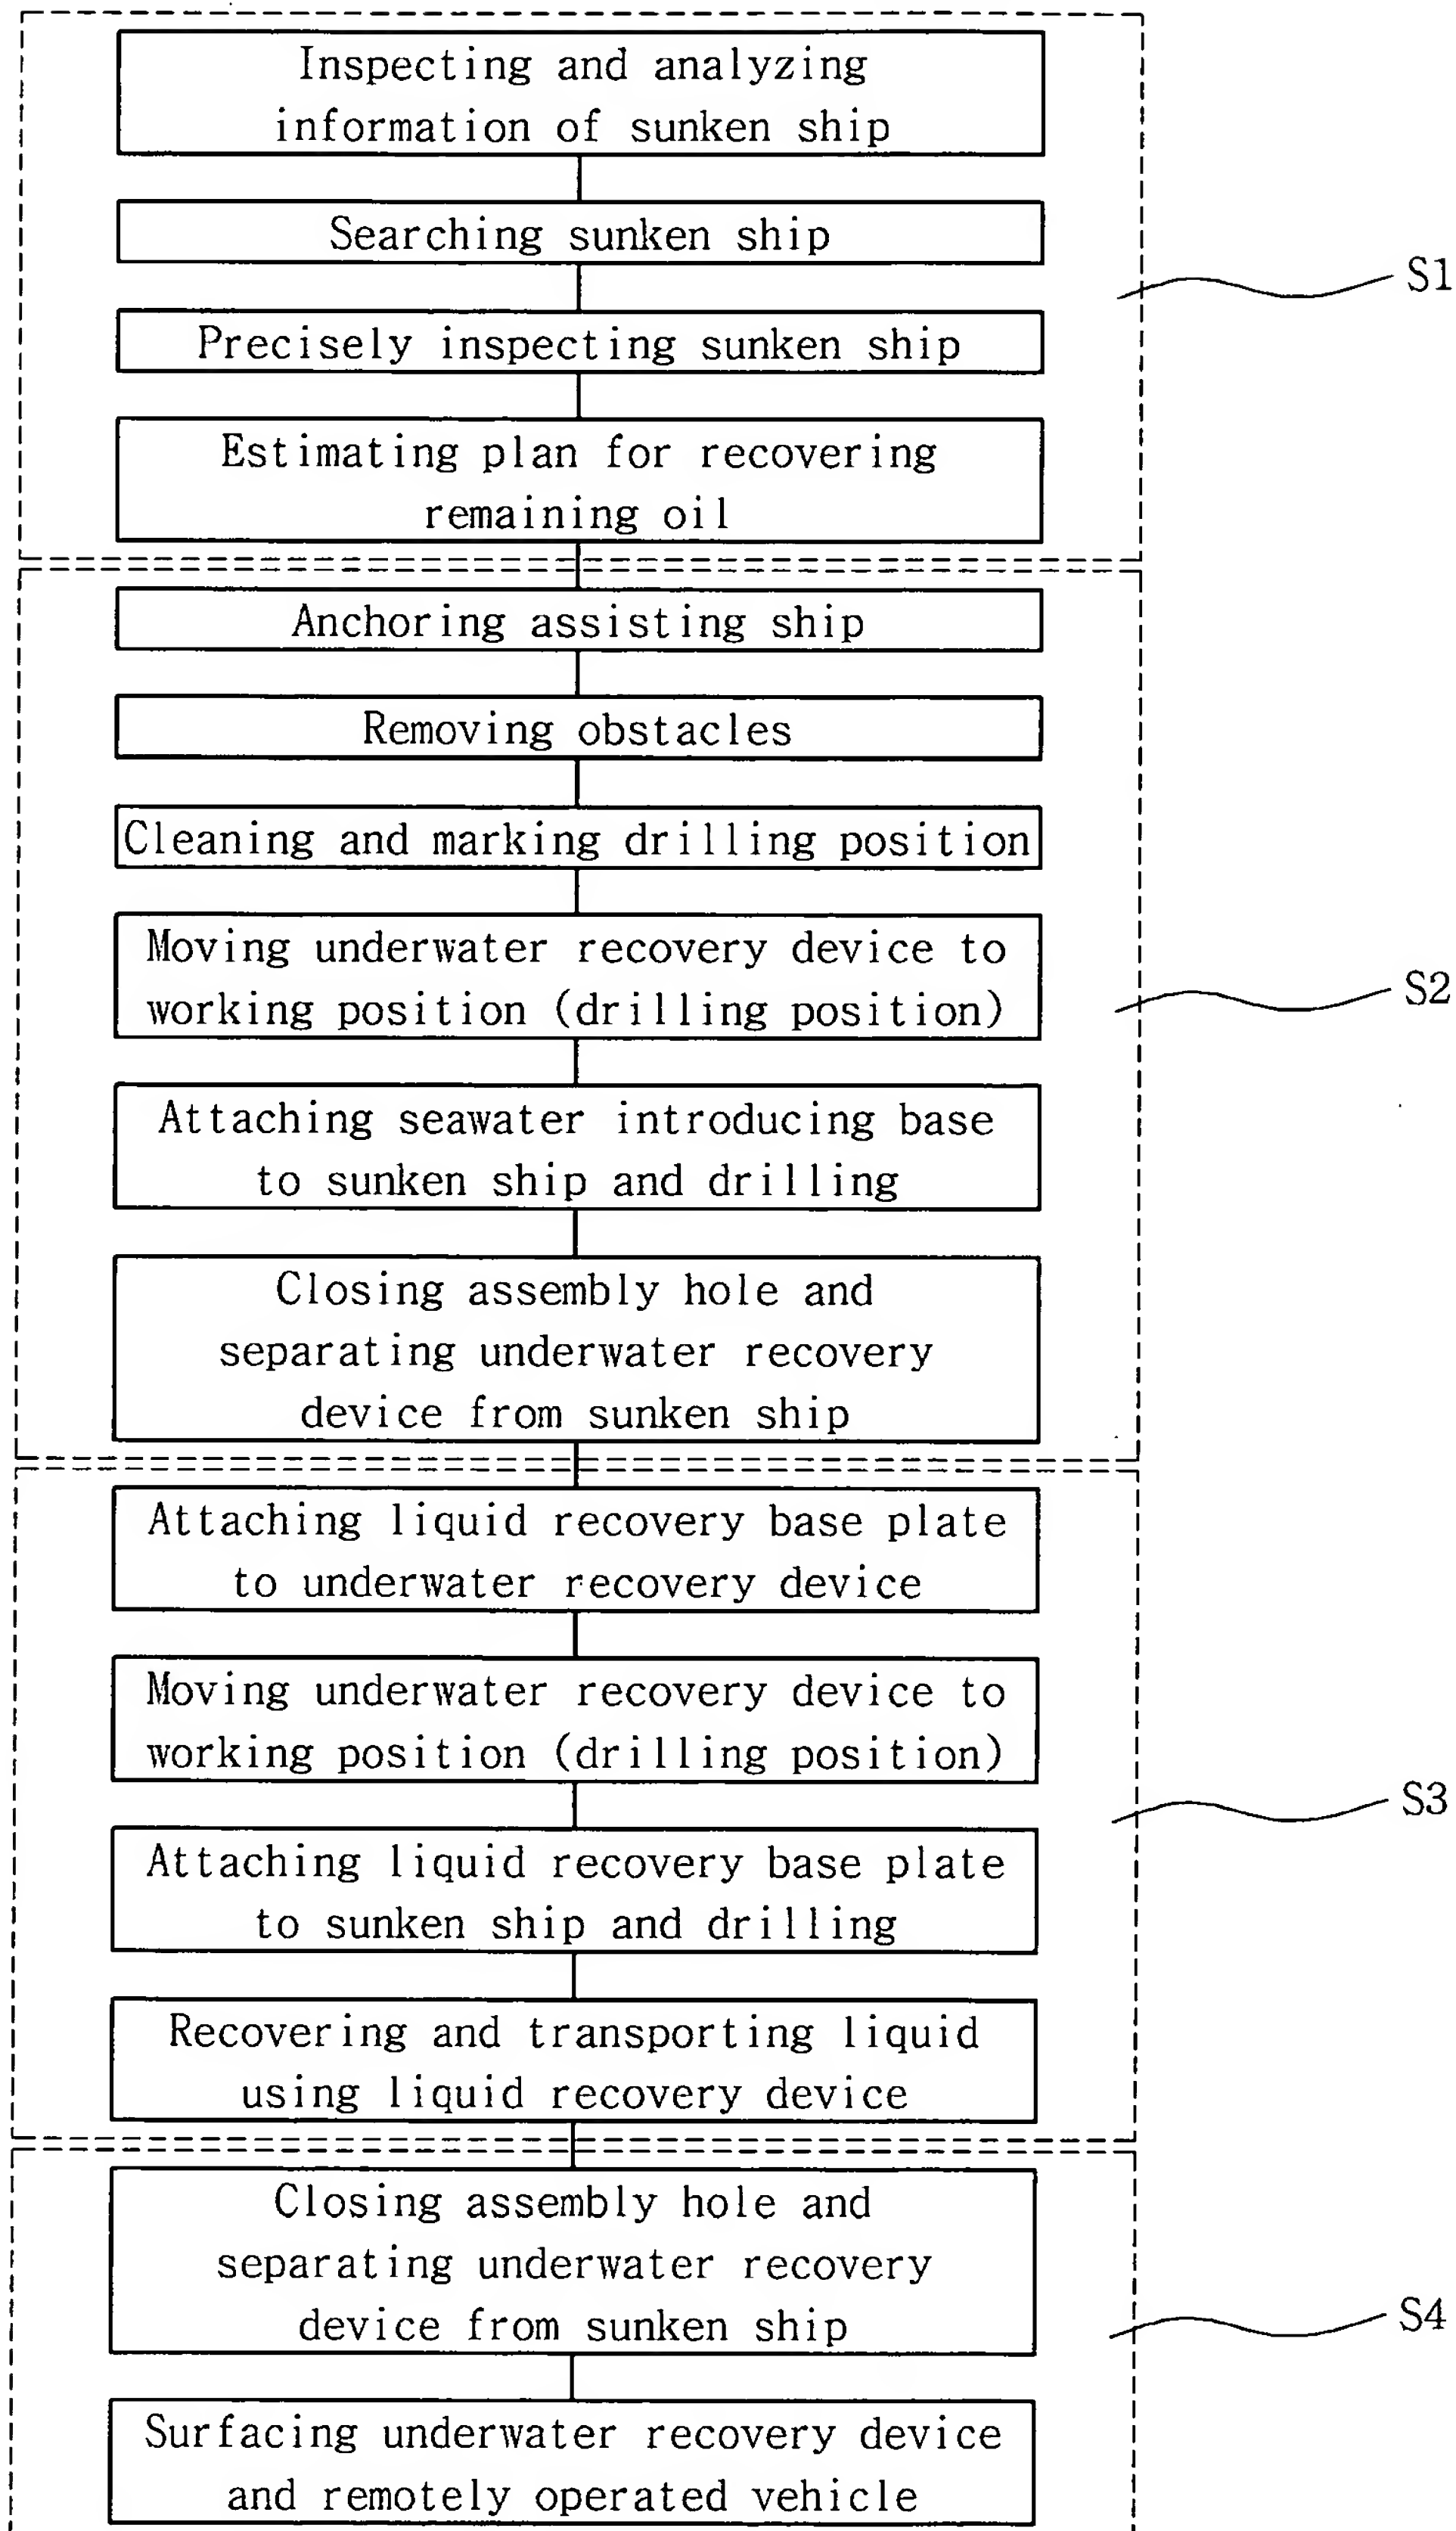 Inspecting and analyzing
information of sunken ship
Searching sunken ship
S1
Precisely inspecting sunken ship
Estimating plan for recovering
remaining oil
Anchoring assisting ship
Removing obstacles
Cleaning and marking drilling position
Moving underwater recovery device to
working position (drilling position)
S2
Attaching seawater introducing base
to sunken ship and drilling
Closing assembly hole and
separating underwater recovery
device from sunken ship
Attaching liquid recovery base plate
to underwater recovery device
Moving underwater recovery device to
working position (drilling position)
S3
Attaching liquid recovery base plate
to sunken ship and drilling
Recovering and transporting liquid
using liquid recovery device
Closing assembly hole and
separating underwater recovery
device from sunken ship
S4
Surfacing underwater recovery device
and remotely operated vehicle